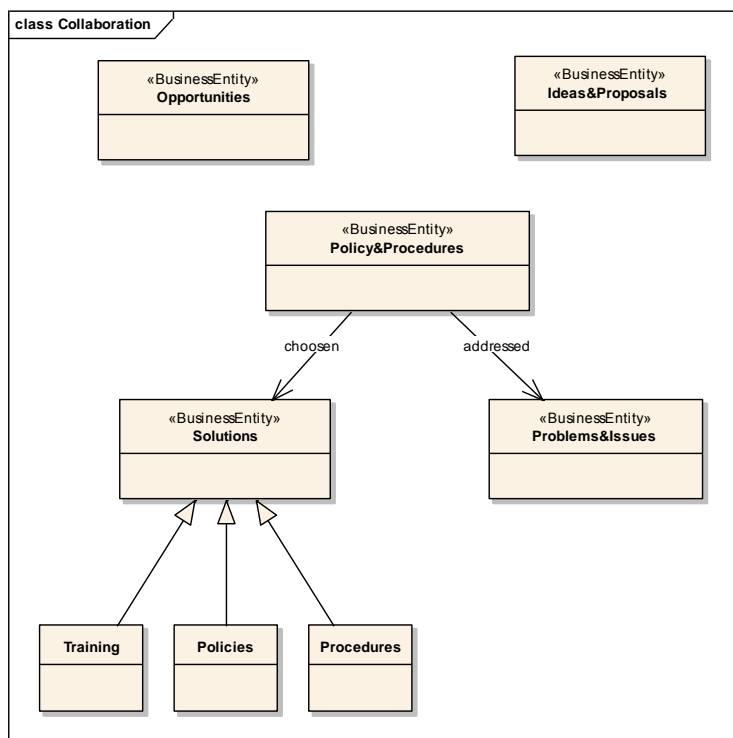 class Collaboration
«BusinessEntity»
Opportunities
«BusinessEntity»
Ideas&Proposals
«BusinessEntity»
Policy&Procedures
choosen
addressed
«BusinessEntity»
Solutions
«BusinessEntity»
Problems&Issues
Training
Policies
Procedures